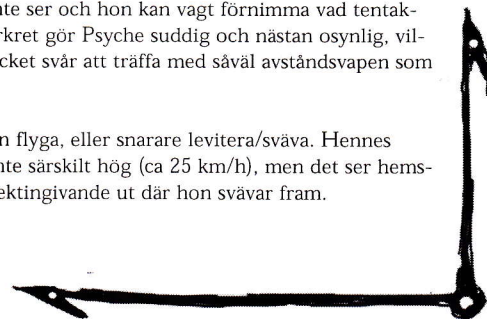 nte ser och hon kan vagt förnimma vad tentak-
rkret gör Psyche suddig och nästan osynlig, vil-
cket svår att träffa med såväl avståndsvapen som
n flyga, eller snarare levitera/sväva. Hennes
nte särskilt hög (ca 25 km/h), men det ser hems-
ektingivande ut där hon svävar fram.